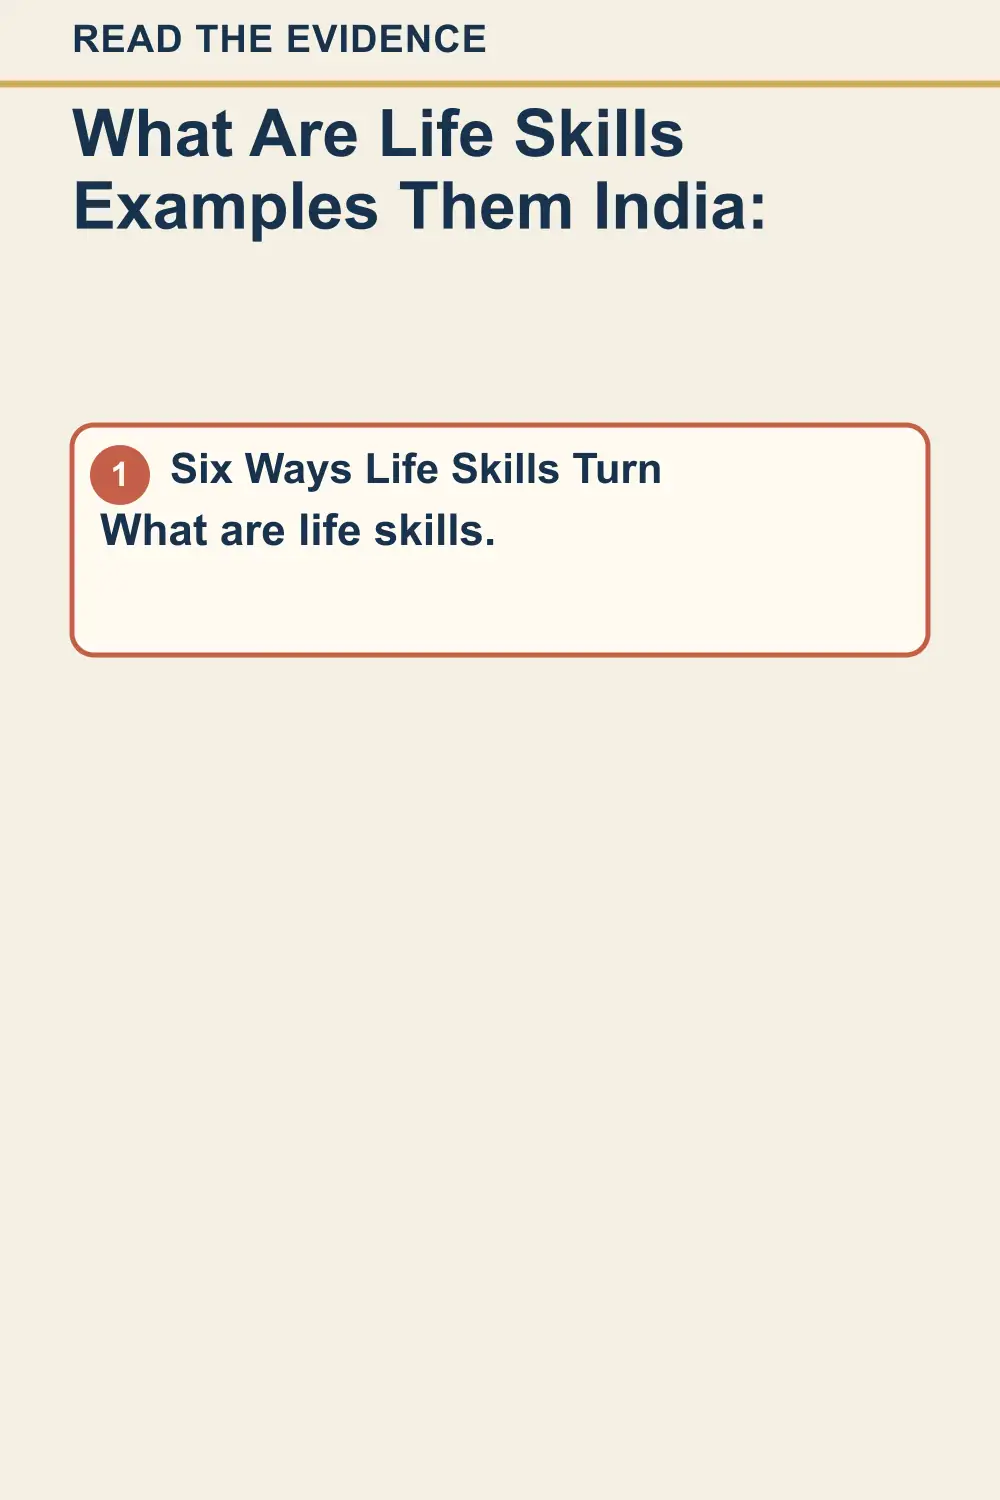 READ THE EVIDENCE
What Are Life Skills
Examples Them India:
1 Six Ways Life Skills Turn
What are life skills.